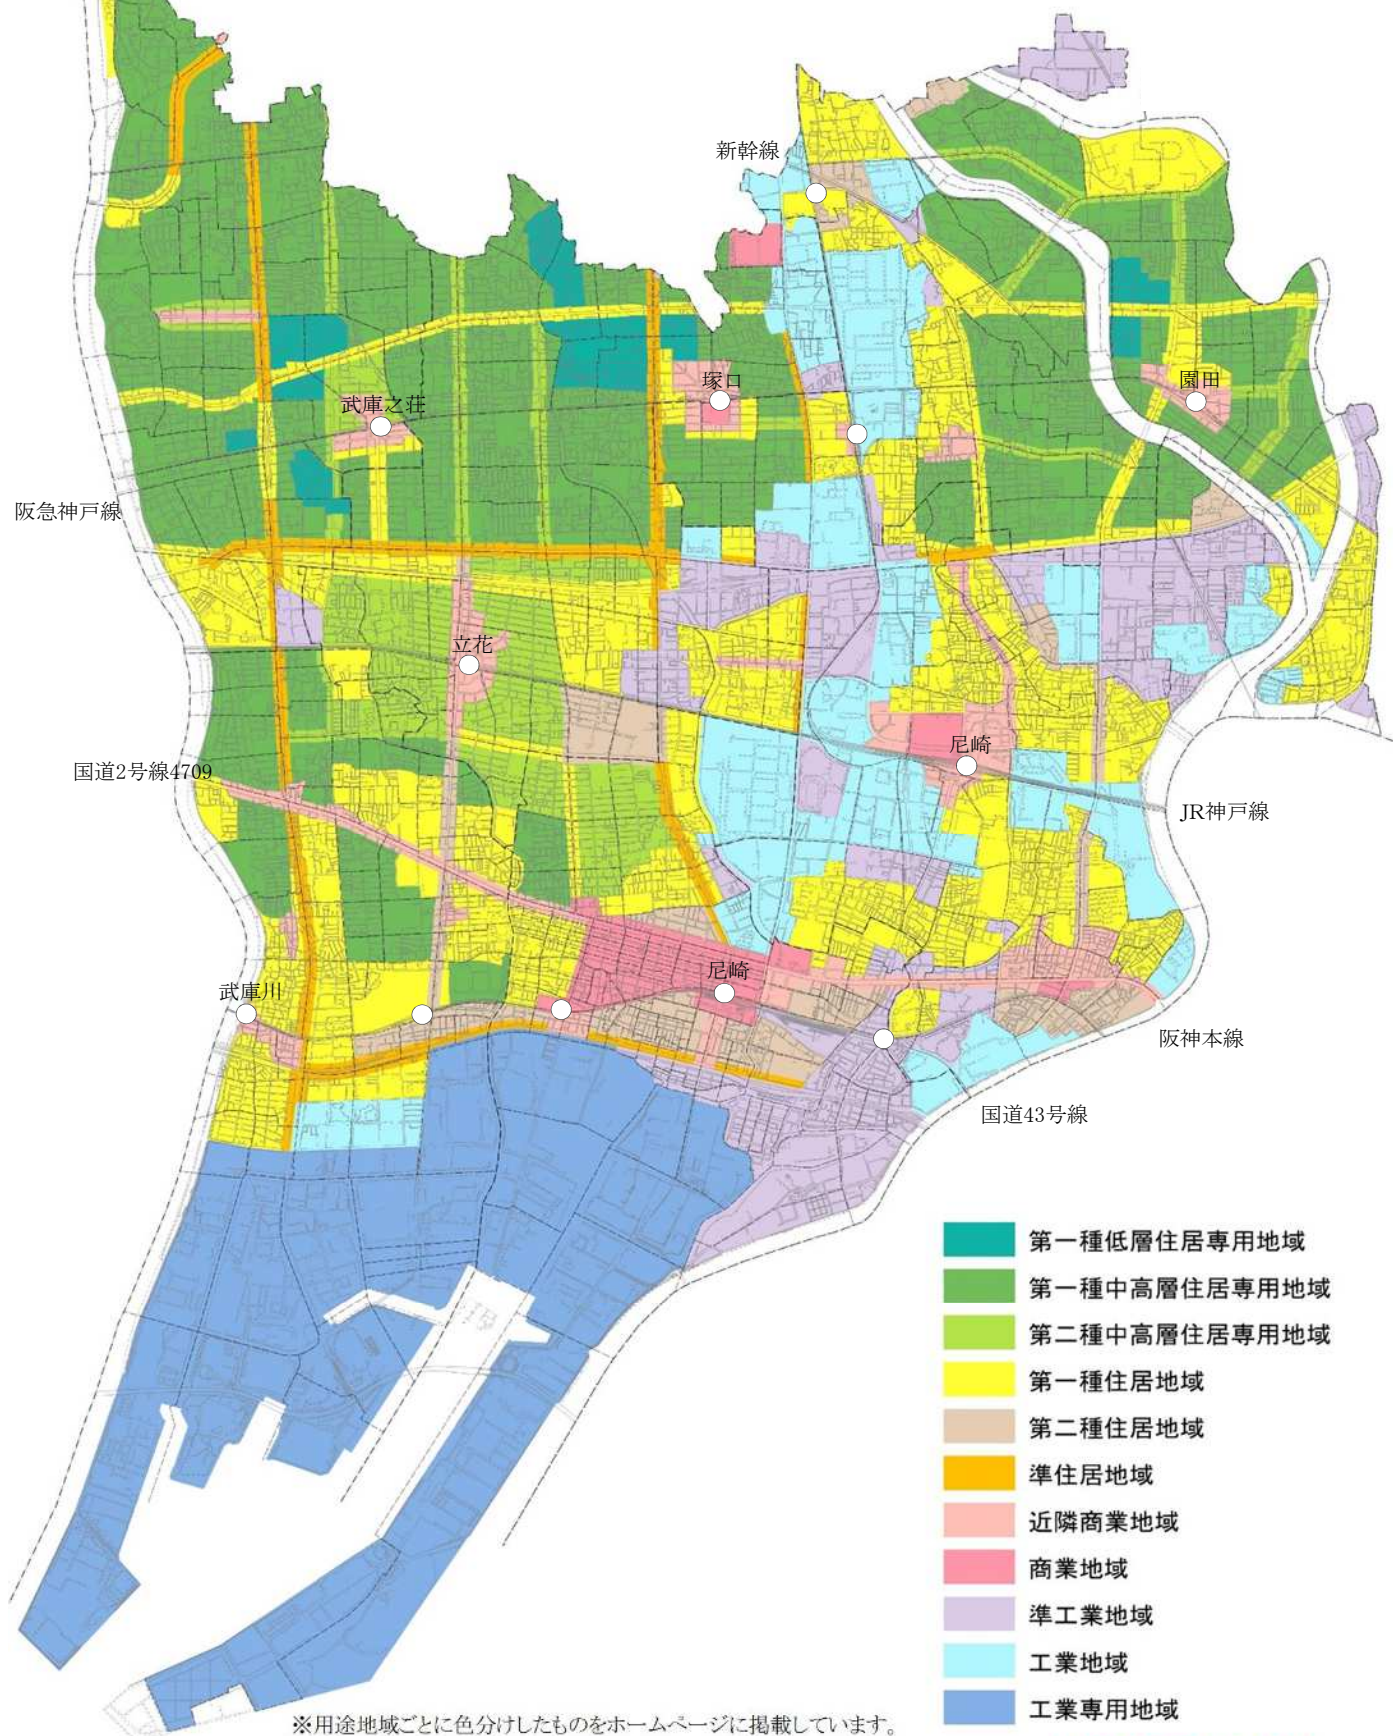 新幹線
塚口
園田
武庫之荘
阪急神戸線
立花
尼崎
国道2号線4709
JR神戸線
尼崎
武庫川
阪神本線
国道43号線
第一種低層住居専用地域
第一種中高層住居専用地域
第二種中高層住居専用地域
第一種住居地域
第二種住居地域
準住居地域
近隣商業地域
商業地域
準工業地域
工業地域
工業専用地域
※用途地域ごとに色分けしたものをホームページに掲載しています。